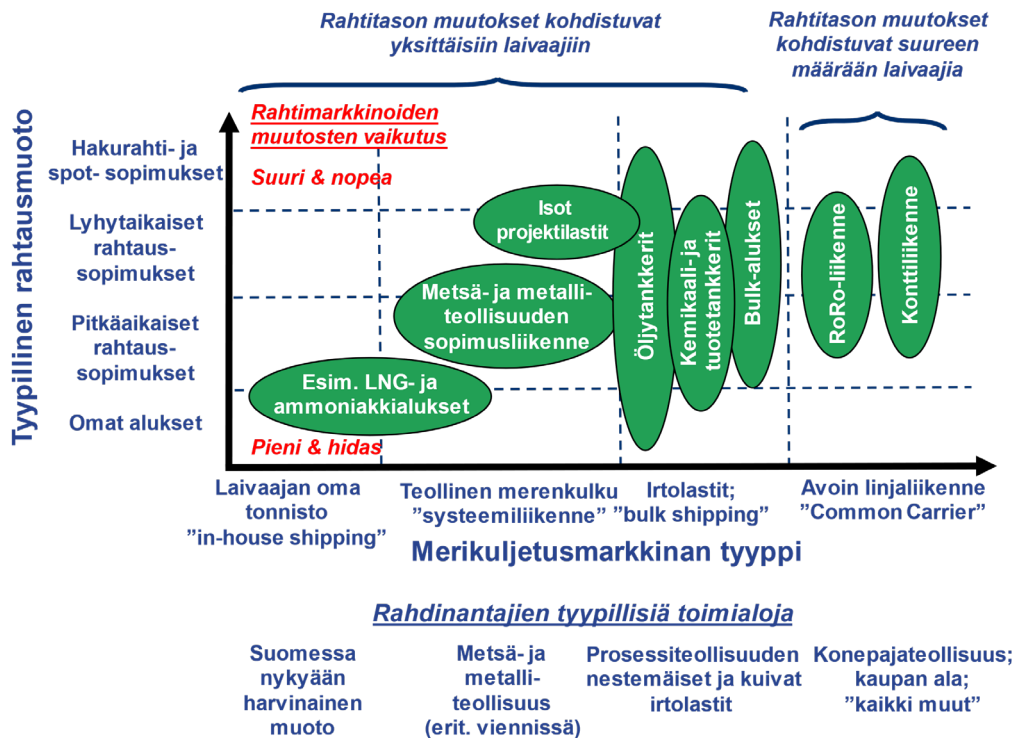 Rahtitason muutokset kohdistuvat
yksittäisiin laivaajiin
Rahtitason muutokset
kohdistuvat suureen
määrään laivaajia
Tyypillinen rahtausmuoto
Rahtimarkkinoiden
muutosten vaikutus
Suuri & nopea
Hakurahti- ja
spot- sopimukset
Lyhytaikaiset
rahtaus-
sopimukset
Pitkäaikaiset
rahtaus-
sopimukset
Omat alukset
Isot
projektilastit
Metsä- ja metalli-
teollisuuden
sopimusliikenne
Esim. LNG- ja
ammoniakkialukset
Öljytankkerit
Kemikaali- ja
tuotetankkerit
Bulk-alukset
RoRo-liikenne
Konttiliikenne
Pieni & hidas
Laivaajan oma
tonnisto
”in-house shipping”
Teollinen merenkulku
”systeemiliikenne”
Irtolastit;
”bulk shipping”
Avoin linjaliikenne
”Common Carrier”
Merikuljetusmarkkinan tyyppi
Rahdinantajien tyypillisiä toimialoja
Suomessa
nykyään
harvinainen
muoto
Metsä- ja
metalli-
teollisuus
(erit. viennissä)
Prosessiteollisuuden
nestemäiset ja kuivat
irtolastit
Konepajateollisuus;
kaupan ala;
”kaikki muut”